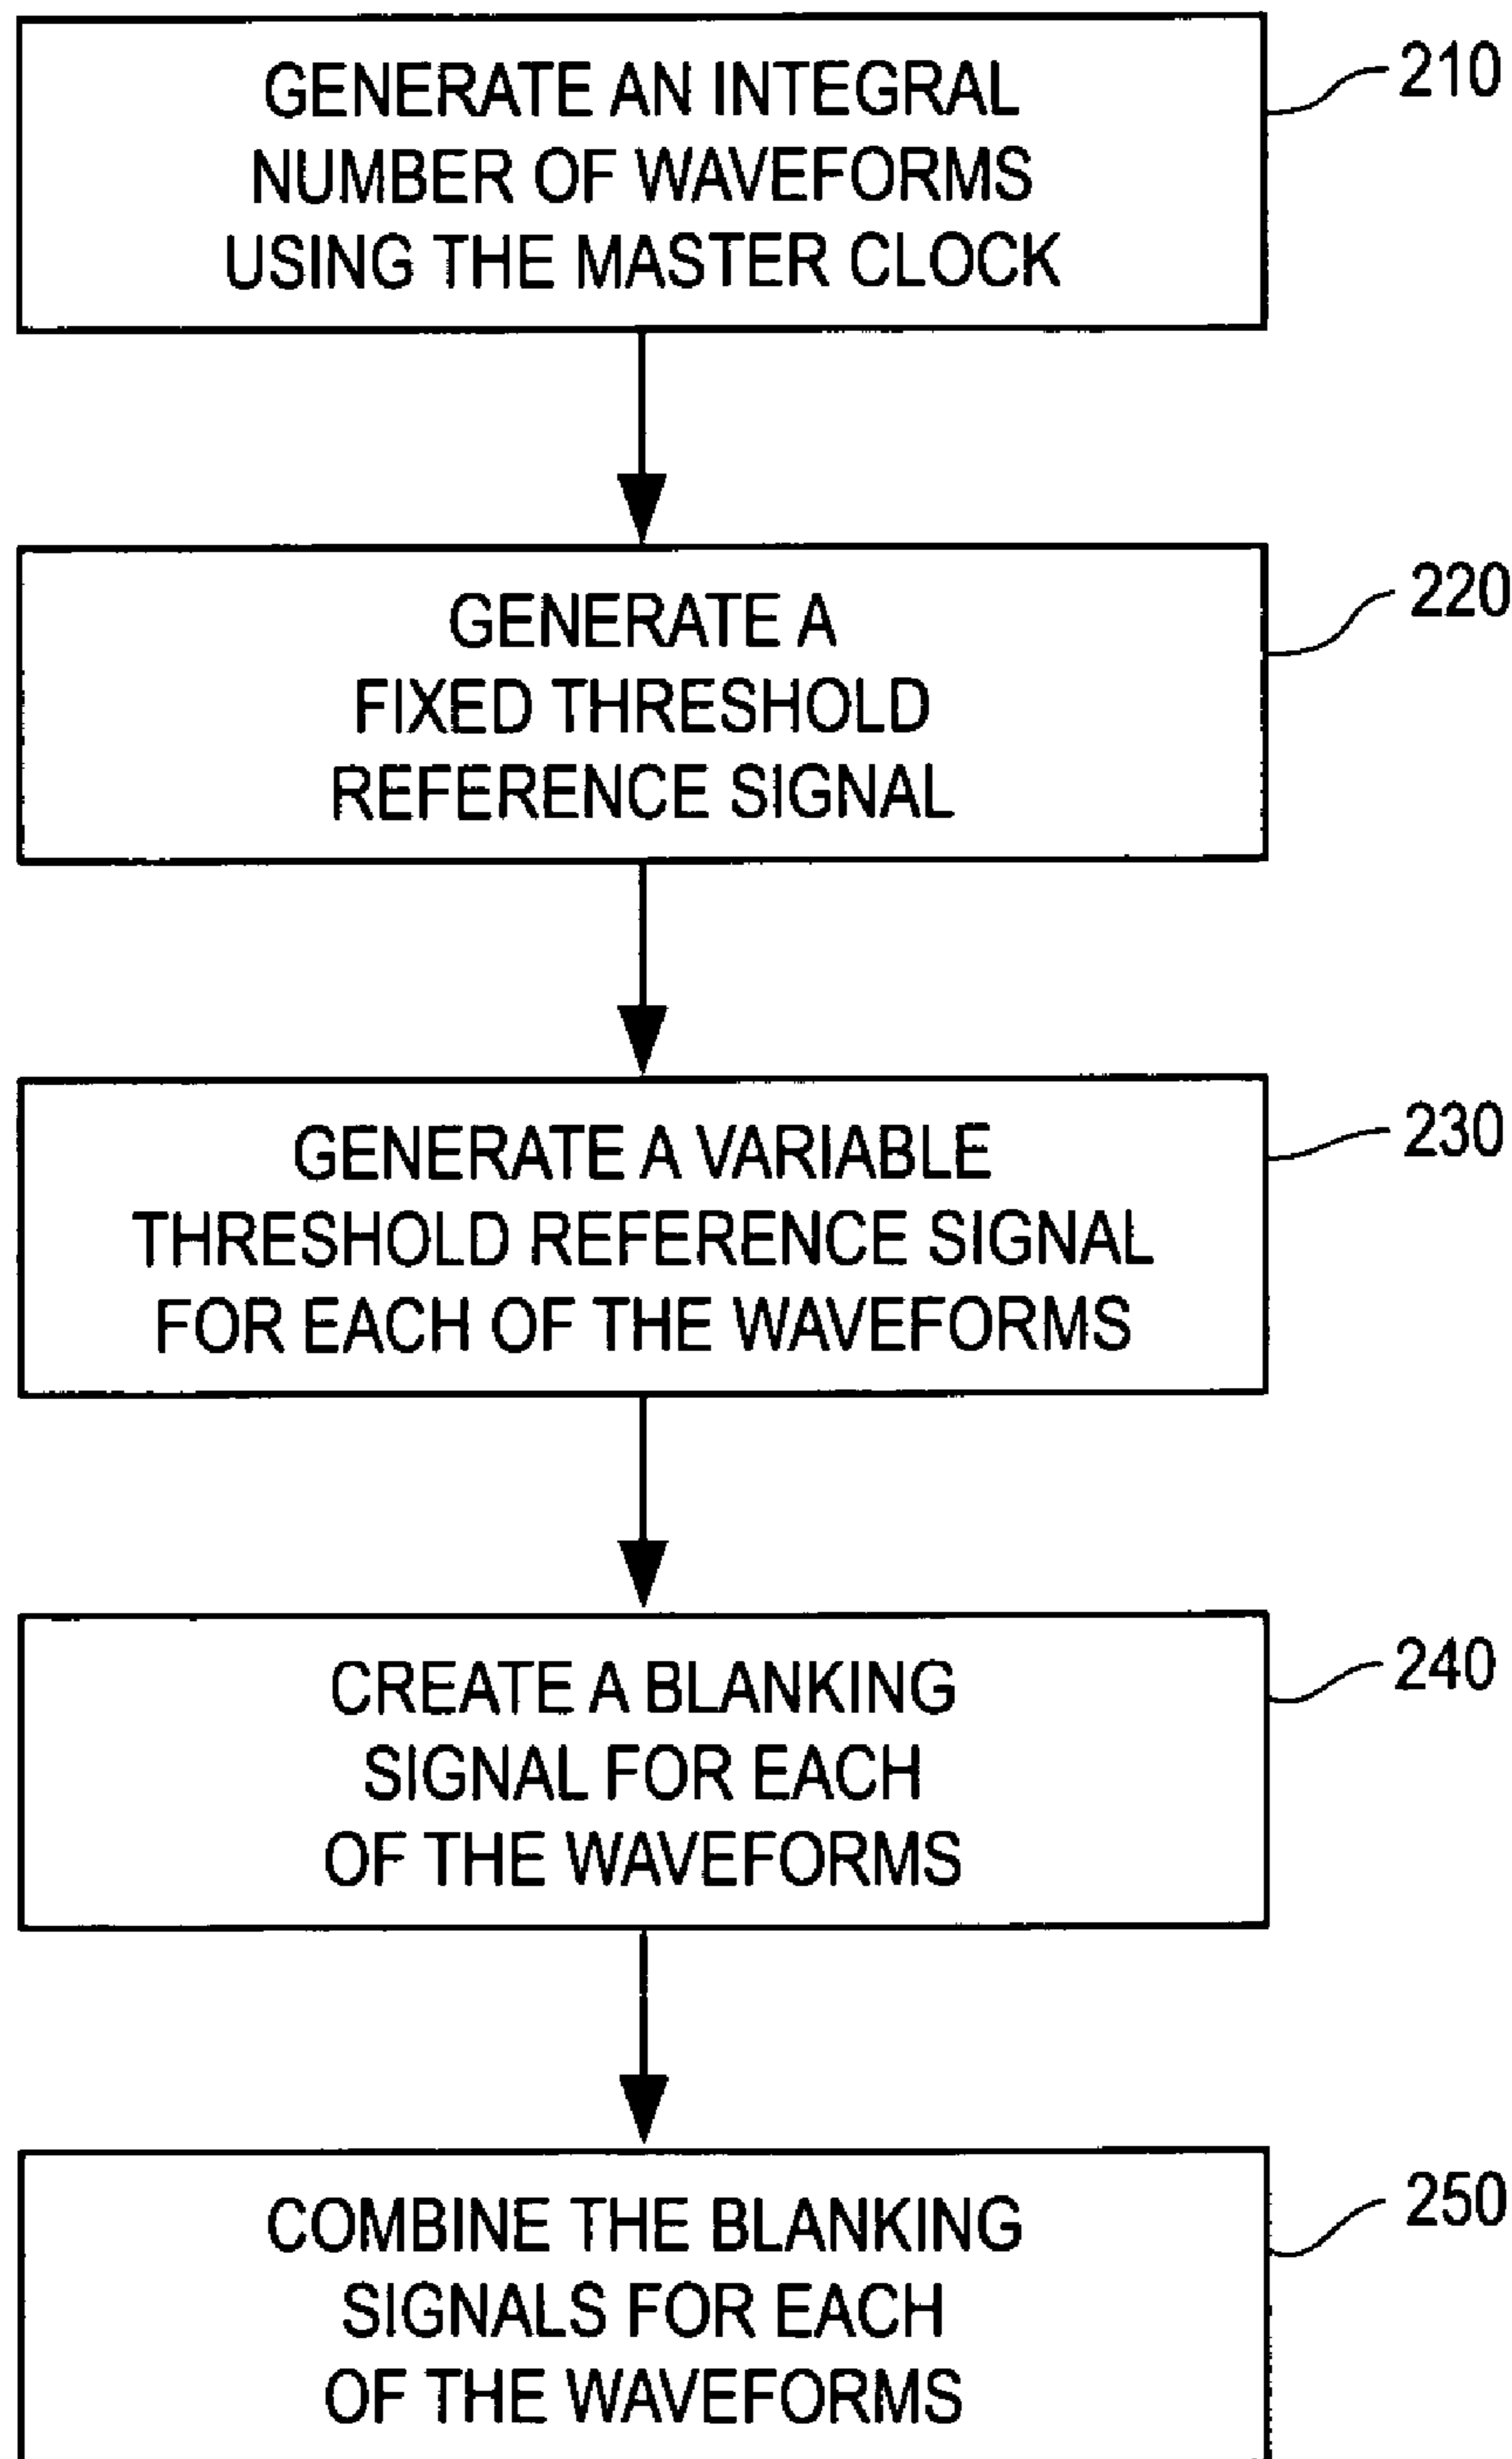 GENERATE AN INTEGRAL
NUMBER OF WAVEFORMS
USING THE MASTER CLOCK
210
GENERATE A
FIXED THRESHOLD
REFERENCE SIGNAL
220
GENERATE A VARIABLE
THRESHOLD REFERENCE SIGNAL
FOR EACH OF THE WAVEFORMS
230
CREATE A BLANKING
SIGNAL FOR EACH
OF THE WAVEFORMS
240
COMBINE THE BLANKING
SIGNALS FOR EACH
OF THE WAVEFORMS
250